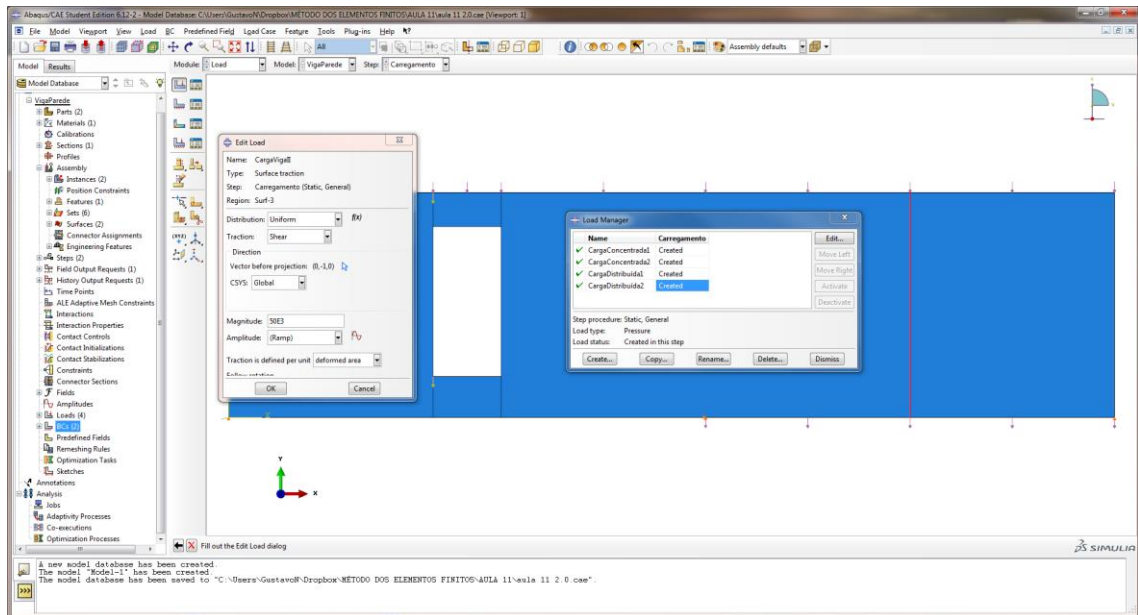 Abaqus/CAE Student Edition 6.12-2 - Model Database: C:\Users\GustavoN\Dropbox\MÉTODO DOS ELEMENTOS FINITOS\AULA 11\aula 11 2.0.cae [Viewport: 1]
File Model Viewport View Load BC Predefined Field Load Case Feature Tools Plug-ins Help
All
Assembly defaults
Model Results
Module: Load Model: VigaParede Step: Carregamento
Model Database
VigaParede
Parts (2)
Materials (1)
Calibrations
Sections (1)
Profiles
Assembly
Instances (2)
Position Constraints
Features (1)
Sets (6)
Surfaces (2)
Connector Assignments
Engineering Features
Steps (2)
Field Output Requests (1)
History Output Requests (1)
Time Points
ALE Adaptive Mesh Constraints
Interactions
Interaction Properties
Contact Controls
Contact Initializations
Contact Stabilizations
Constraints
Connector Sections
Fields
Amplitudes
Loads (4)
BCs (2)
Predefined Fields
Remeshing Rules
Optimization Tasks
Sketches
Annotations
Analysis
Jobs
Adaptivity Processes
Co-executions
Optimization Processes
Edit Load
Name: CargaVigaII
Type: Surface traction
Step: Carregamento (Static, General)
Region: Surf-3
Distribution: Uniform f(x)
Traction: Shear
Direction
Vector before projection: (0,-1,0)
CSYS: Global
Magnitude: 50E3
Amplitude: (Ramp)
Traction is defined per unit deformed area
OK Cancel
Load Manager
Name Carregamento
CargaConcentrada1 Created
CargaConcentrada2 Created
CargaDistribuida1 Created
CargaDistribuida2 Created
Edit...
Move Left
Move Right
Activate
Deactivate
Step procedure: Static, General
Load type: Pressure
Load status: Created in this step
Create... Copy... Rename... Delete... Dismiss
Y
X
Fill out the Edit Load dialog
SIMULIA
A new model database has been created.
The model "Model-1" has been created.
The model database has been saved to "C:\Users\GustavoN\Dropbox\MÉTODO DOS ELEMENTOS FINITOS\AULA 11\aula 11 2.0.cae".
>>>